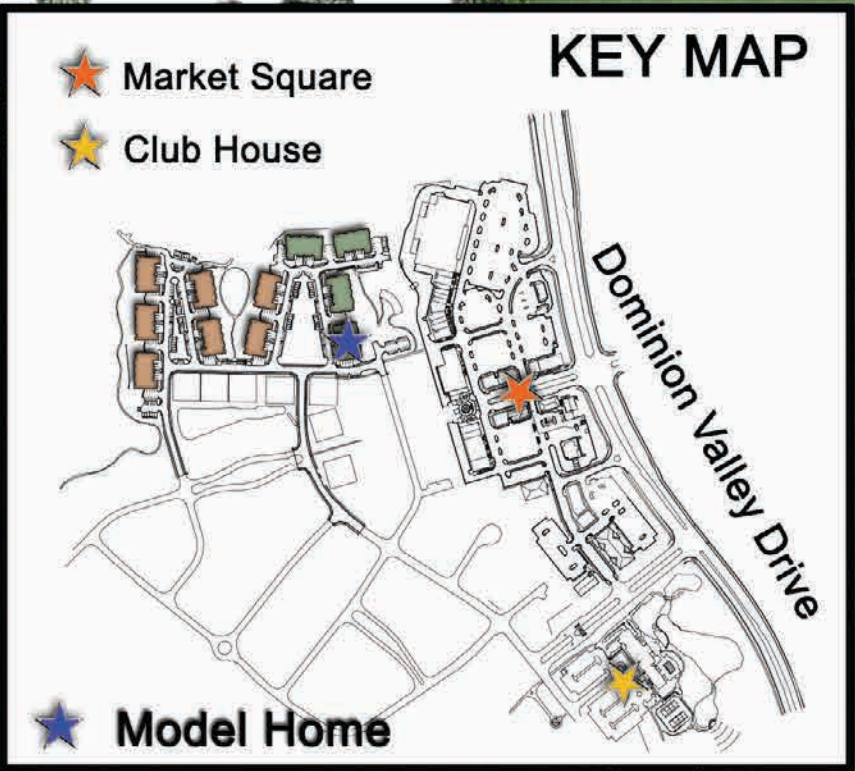 KEY MAP
Market Square
Club House
Dominion Valley Drive
Model Home